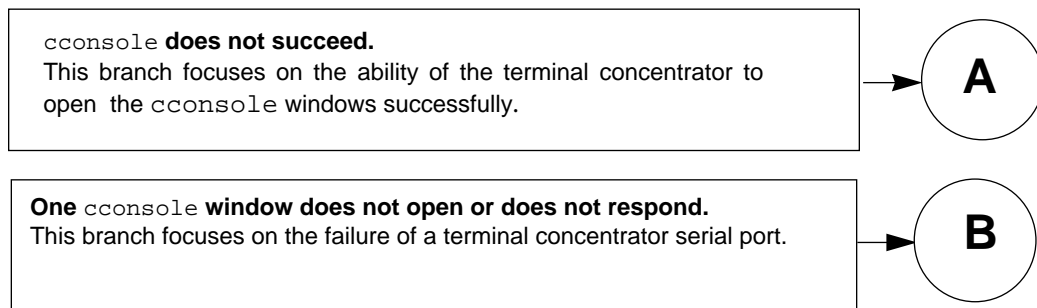 cconsole does not succeed.
This branch focuses on the ability of the terminal concentrator to
open the cconsole windows successfully.
A
One cconsole window does not open or does not respond.
This branch focuses on the failure of a terminal concentrator serial port.
B